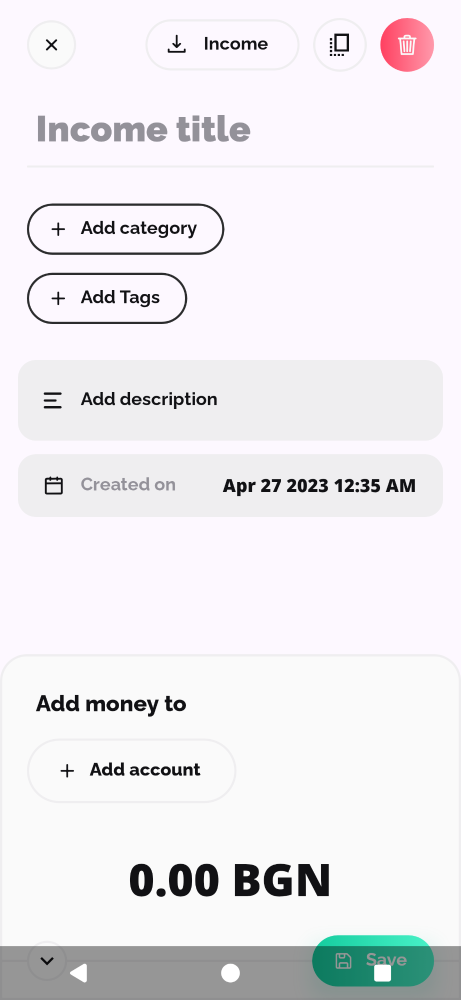 Income
Income title
Add category
Add Tags
Add description
Created on Apr 27 2023 12:35 AM
Add money to
Add account
0.00 BGN
Save